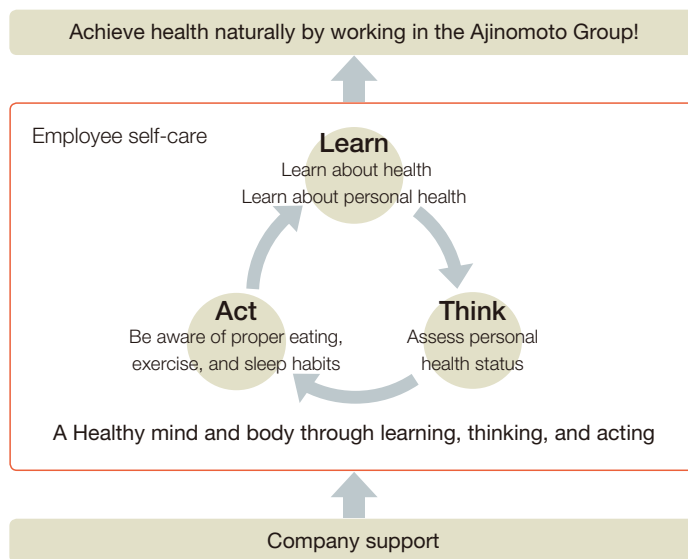 Achieve health naturally by working in the Ajinomoto Group!
Employee self-care
Learn
Learn about health
Learn about personal health
Act
Be aware of proper eating,
exercise, and sleep habits
Think
Assess personal
health status
A Healthy mind and body through learning, thinking, and acting
Company support